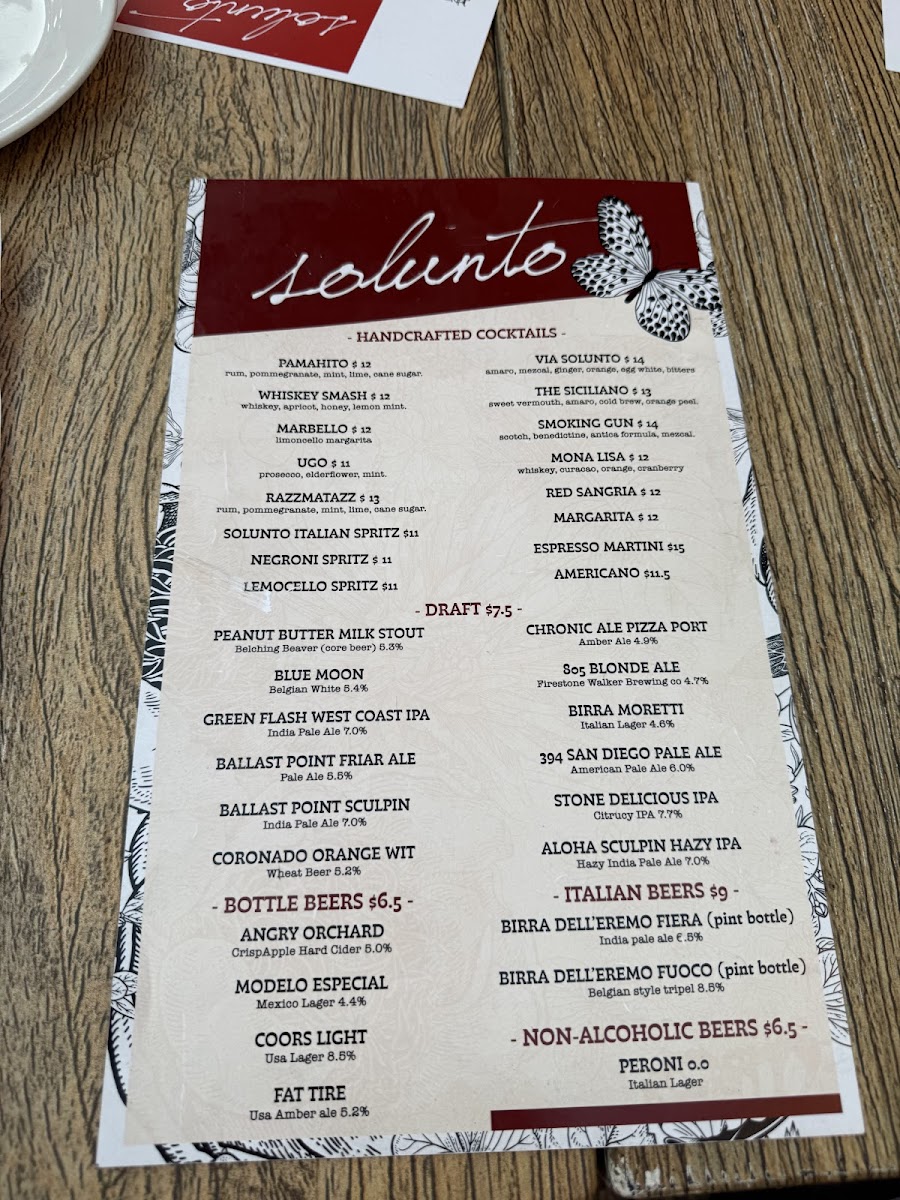 solunto
solunto
- HANDCRAFTED COCKTAILS -
PAMAHITO $ 12
rum, pommegranate, mint, lime, cane sugar.
WHISKEY SMASH $ 12
whiskey, apricot, honey, lemon mint.
MARBELLO $ 12
limoncello margarita
UGO $ 11
prosecco, elderflower, mint.
RAZZMATAZZ $ 13
rum, pommegranate, mint, lime, cane sugar.
SOLUNTO ITALIAN SPRITZ $11
NEGRONI SPRITZ $ 11
LEMOCELLO SPRITZ $11
VIA SOLUNTO $ 14
amaro, mezcal, ginger, orange, egg white, bitters
THE SICILIANO $ 13
sweet vermouth, amaro, cold brew, orange peel.
SMOKING GUN $ 14
scotch, benedictine, antica formula, mezcal.
MONA LISA $ 12
whiskey, curacao, orange, cranberry
RED SANGRIA $ 12
MARGARITA $ 12
ESPRESSO MARTINI $15
AMERICANO $11.5
- DRAFT $7.5 -
PEANUT BUTTER MILK STOUT
Belching Beaver (core beer) 5.3%
BLUE MOON
Belgian White 5.4%
GREEN FLASH WEST COAST IPA
India Pale Ale 7.0%
BALLAST POINT FRIAR ALE
Pale Ale 5.5%
BALLAST POINT SCULPIN
India Pale Ale 7.0%
CORONADO ORANGE WIT
Wheat Beer 5.2%
CHRONIC ALE PIZZA PORT
Amber Ale 4.9%
805 BLONDE ALE
Firestone Walker Brewing co 4.7%
BIRRA MORETTI
Italian Lager 4.6%
394 SAN DIEGO PALE ALE
American Pale Ale 6.0%
STONE DELICIOUS IPA
Citrucy IPA 7.7%
ALOHA SCULPIN HAZY IPA
Hazy India Pale Ale 7.0%
- BOTTLE BEERS $6.5 -
ANGRY ORCHARD
CrispApple Hard Cider 5.0%
MODELO ESPECIAL
Mexico Lager 4.4%
COORS LIGHT
Usa Lager 8.5%
FAT TIRE
Usa Amber ale 5.2%
- ITALIAN BEERS $9 -
BIRRA DELL'EREMO FIERA (pint bottle)
India pale ale €.5%
BIRRA DELL'EREMO FUOCO (pint bottle)
Belgian style tripel 8.5%
- NON-ALCOHOLIC BEERS $6.5 -
PERONI 0.0
Italian Lager